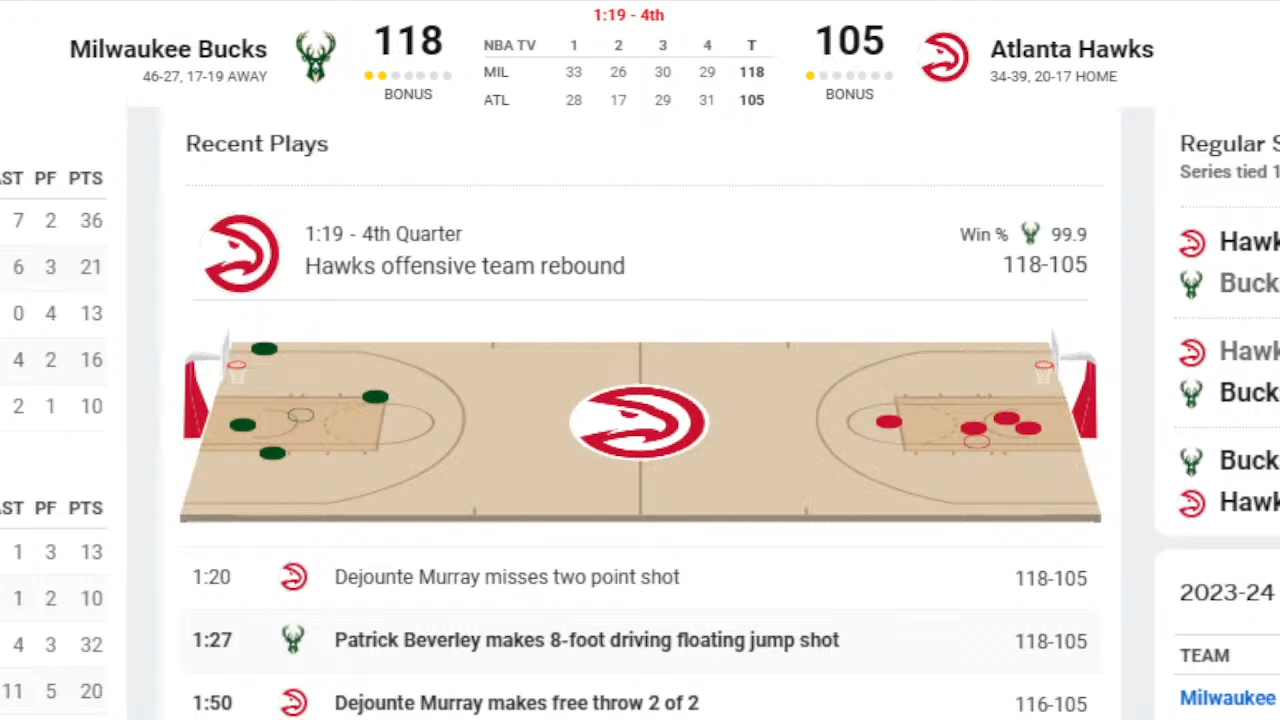 1:19 - 4th
Milwaukee Bucks
46-27, 17-19 AWAY
118
BONUS
NBA TV 1 2 3 4 T
MIL 33 26 30 29 118
ATL 28 17 29 31 105
105
BONUS
Atlanta Hawks
34-39, 20-17 HOME
AST PF PTS
7 2 36
6 3 21
0 4 13
4 2 16
2 1 10
AST PF PTS
1 3 13
1 2 10
4 3 32
11 5 20
Recent Plays
1:19 - 4th Quarter
Hawks offensive team rebound
Win % 99.9
118-105
1:20 Dejounte Murray misses two point shot 118-105
1:27 Patrick Beverley makes 8-foot driving floating jump shot 118-105
1:50 Dejounte Murray makes free throw 2 of 2 116-105
Regular S
Series tied 1
Hawk
Buck
Hawk
Buck
Buck
Hawk
2023-24
TEAM
Milwaukee